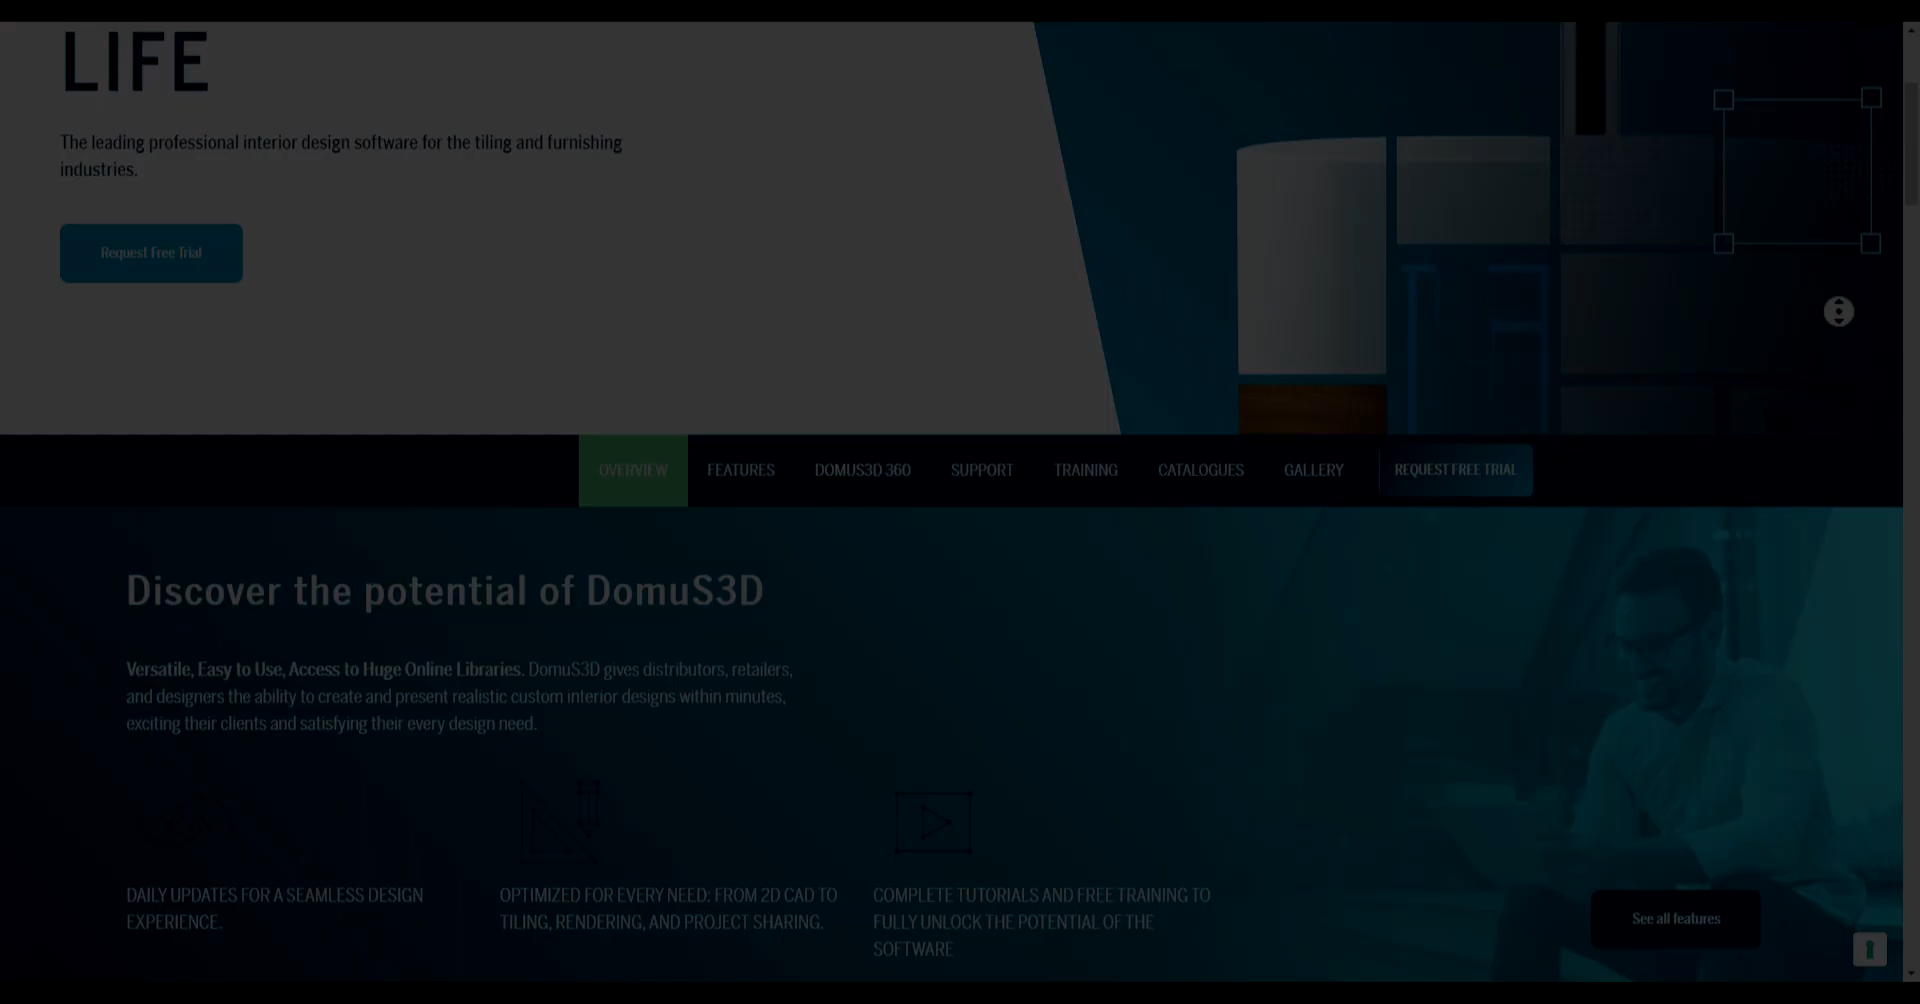 LIFE
The leading professional interior design software for the tiling and furnishing
industries.
Request Free Trial
OVERVIEW
FEATURES
DOMUS3D 360
SUPPORT
TRAINING
CATALOGUES
GALLERY
REQUEST FREE TRIAL
Discover the potential of DomuS3D
Versatile, Easy to Use, Access to Huge Online Libraries. DomuS3D gives distributors, retailers,
and designers the ability to create and present realistic custom interior designs within minutes,
exciting their clients and satisfying their every design need.
DAILY UPDATES FOR A SEAMLESS DESIGN
EXPERIENCE.
OPTIMIZED FOR EVERY NEED: FROM 2D CAD TO
TILING, RENDERING, AND PROJECT SHARING.
COMPLETE TUTORIALS AND FREE TRAINING TO
FULLY UNLOCK THE POTENTIAL OF THE
SOFTWARE
See all features